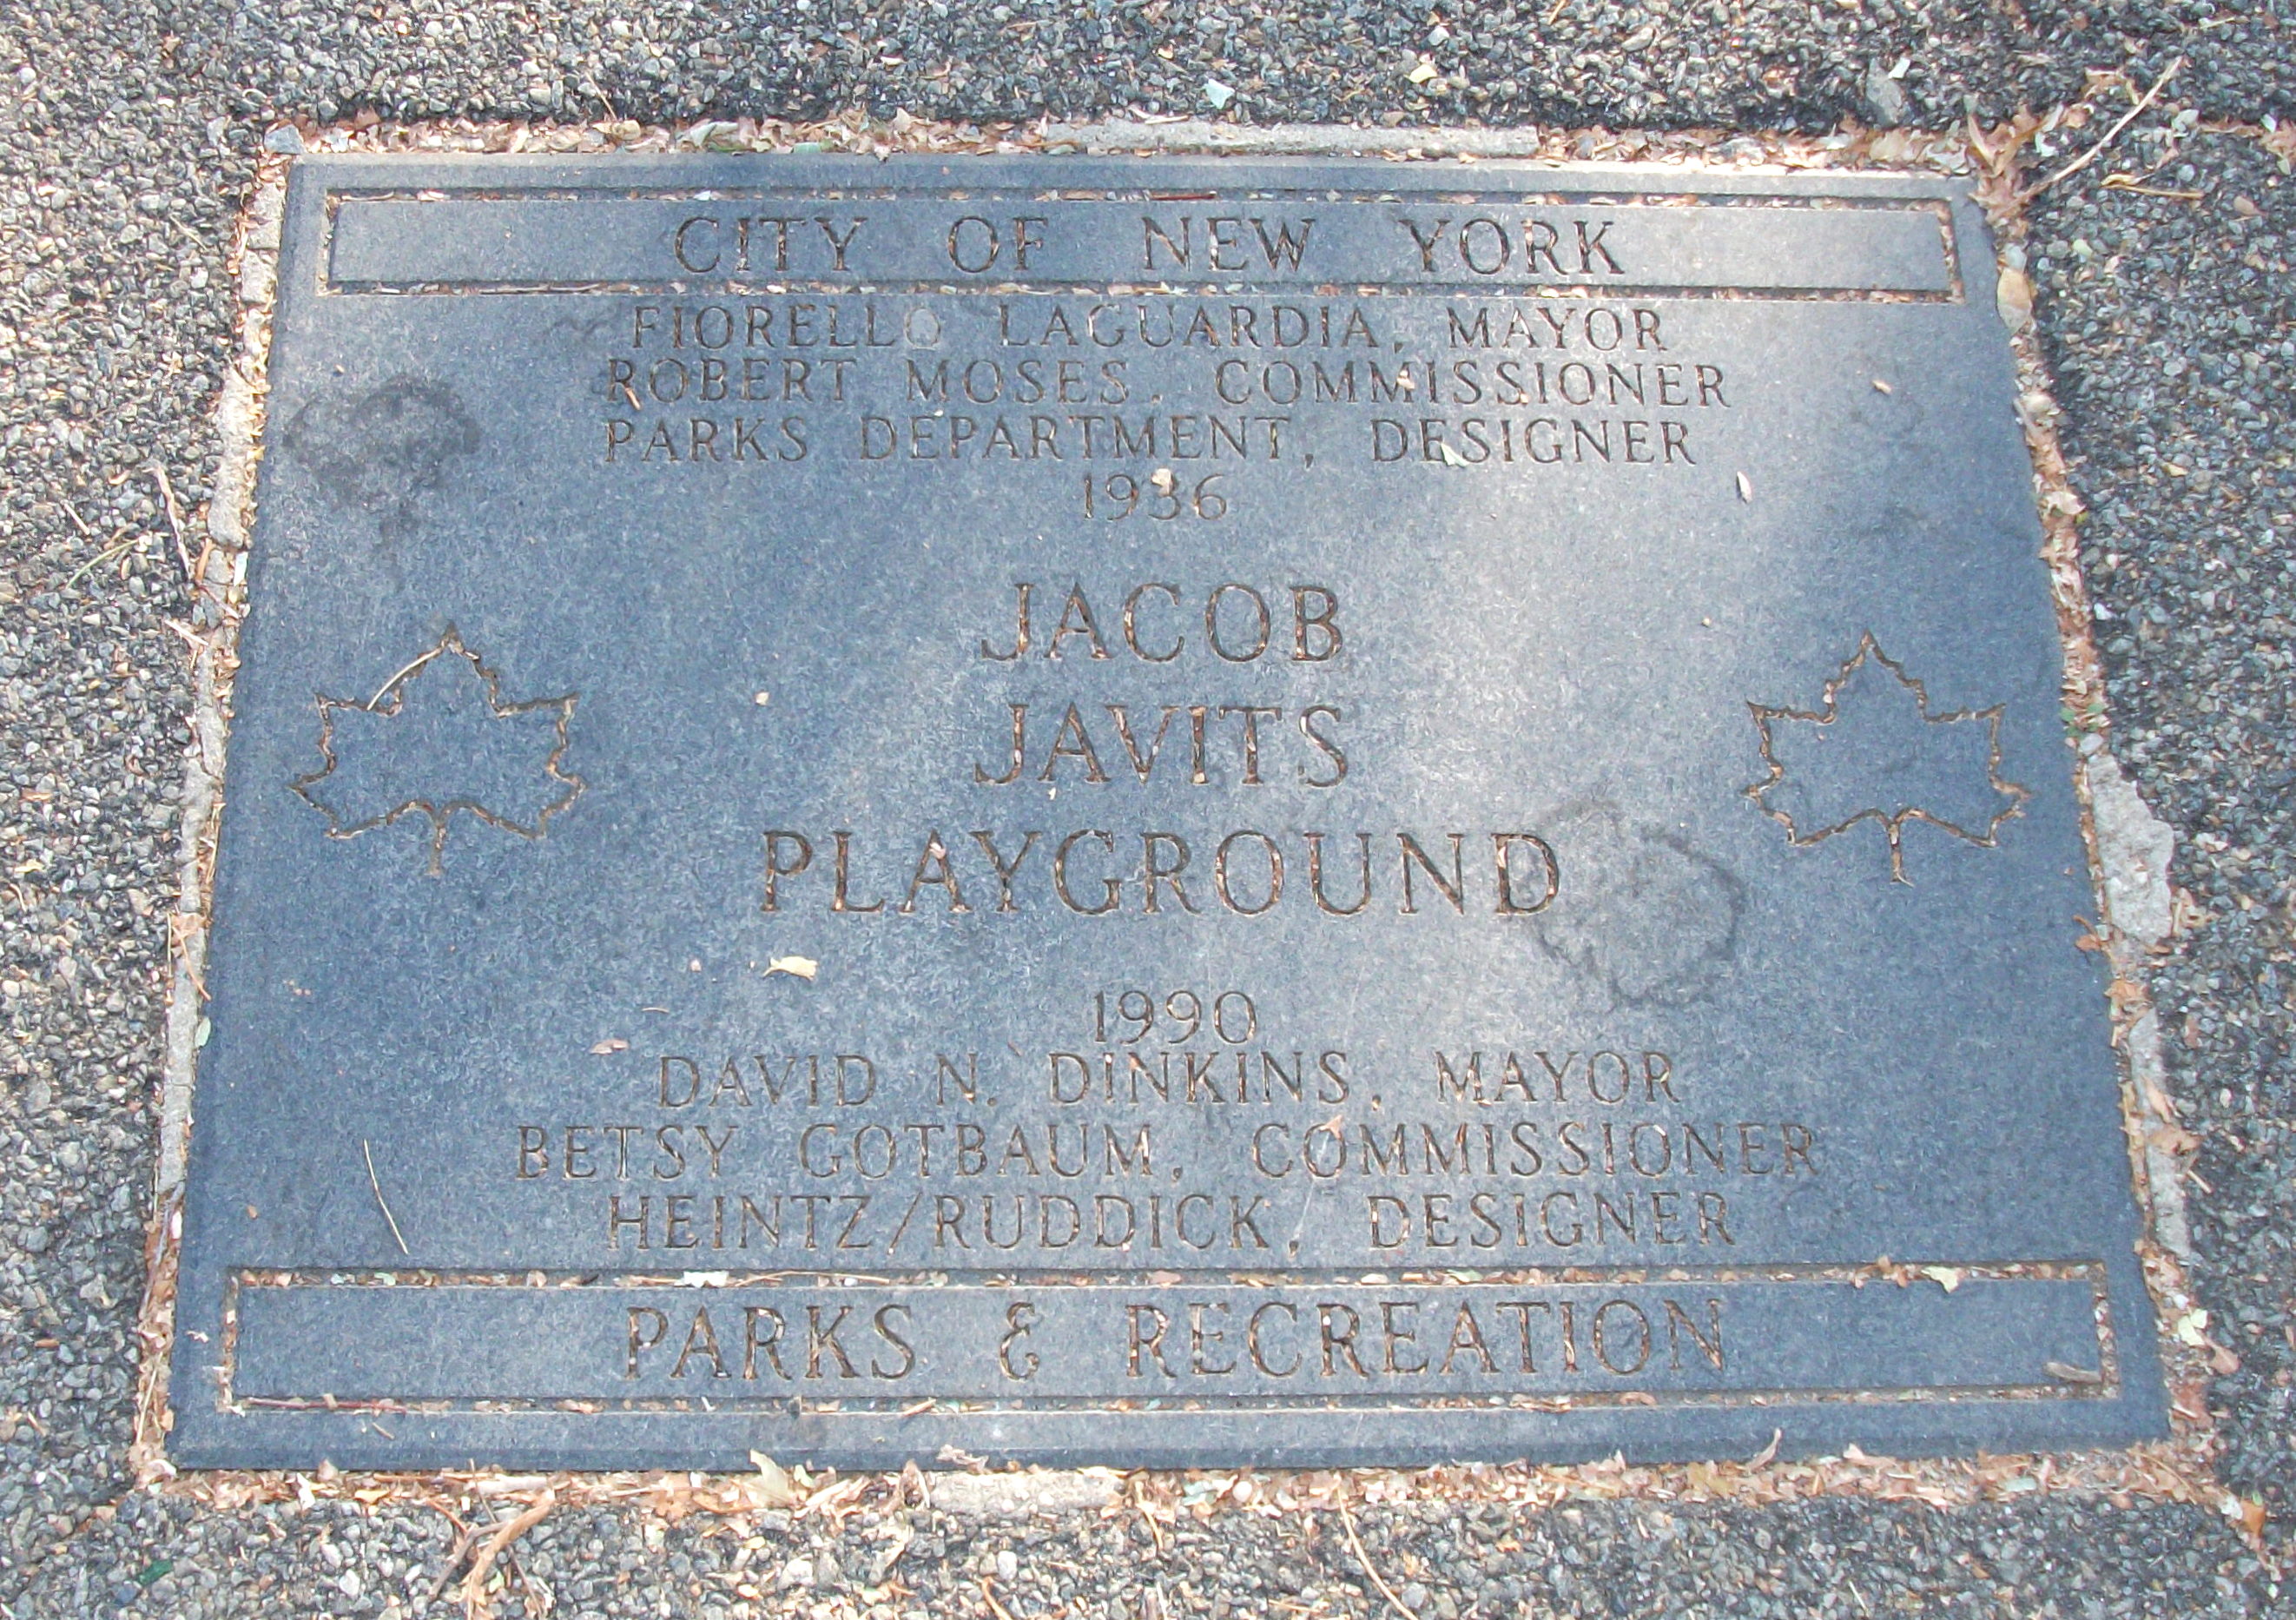 CITY OF NEW YORK
FIORELLO LAGUARDIA, MAYOR
ROBERT MOSES, COMMISSIONER
PARKS DEPARTMENT, DESIGNER
1936
JACOB
JAVITS
PLAYGROUND
1990
DAVID N. DINKINS, MAYOR
BETSY GOTBAUM, COMMISSIONER
HEINTZ/RUDDICK, DESIGNER
PARKS & RECREATION